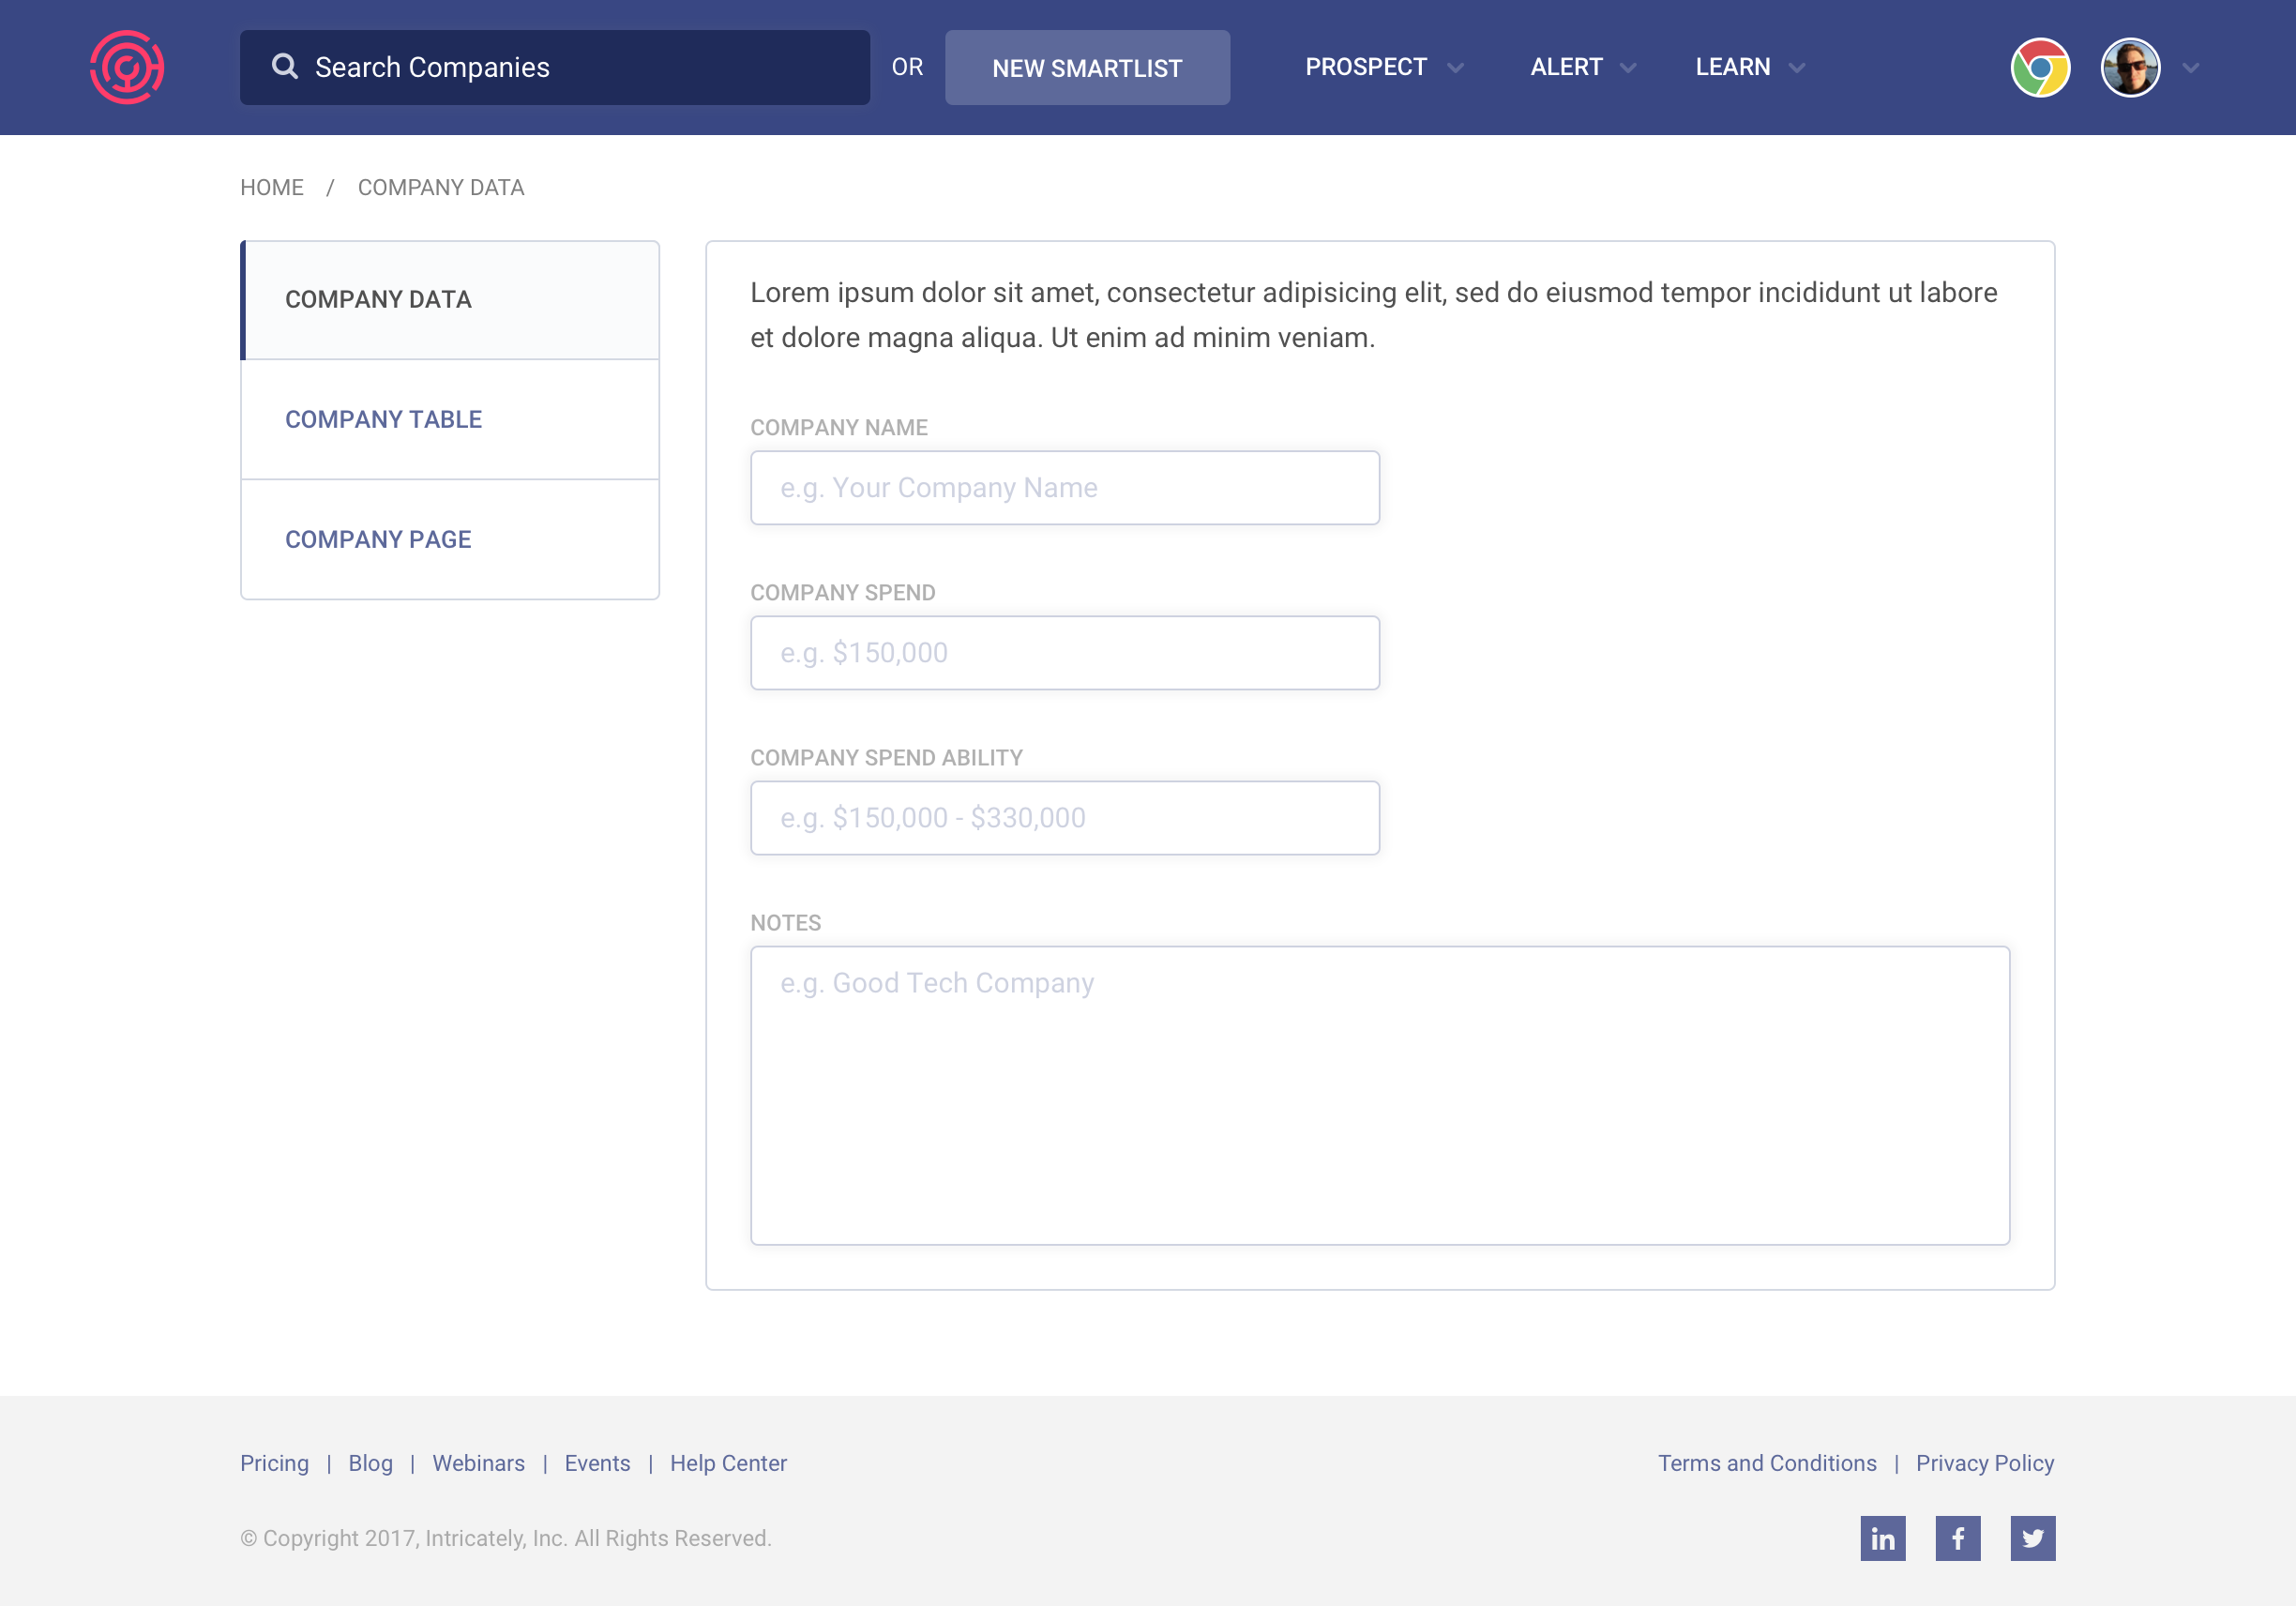 Search Companies OR NEW SMARTLIST PROSPECT ALERT LEARN
HOME / COMPANY DATA
COMPANY DATA
COMPANY TABLE
COMPANY PAGE
Lorem ipsum dolor sit amet, consectetur adipisicing elit, sed do eiusmod tempor incididunt ut labore
et dolore magna aliqua. Ut enim ad minim veniam.
COMPANY NAME
e.g. Your Company Name
COMPANY SPEND
e.g. $150,000
COMPANY SPEND ABILITY
e.g. $150,000 - $330,000
NOTES
e.g. Good Tech Company
Pricing | Blog | Webinars | Events | Help Center
Terms and Conditions | Privacy Policy
© Copyright 2017, Intricately, Inc. All Rights Reserved.